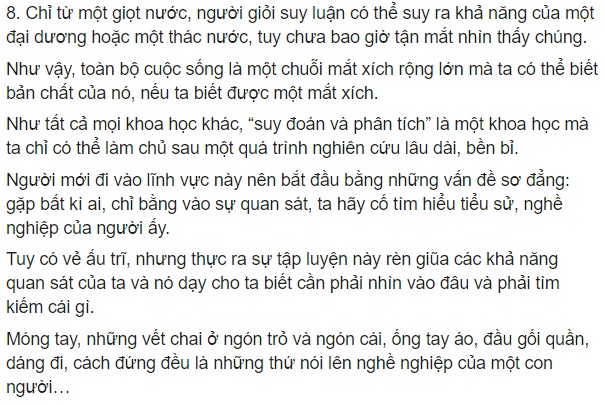 8. Chỉ từ một giọt nước, người giỏi suy luận có thể suy ra khả năng của một
đại dương hoặc một thác nước, tuy chưa bao giờ tận mắt nhìn thấy chúng.
Như vậy, toàn bộ cuộc sống là một chuỗi mắt xích rộng lớn mà ta có thể biết
bản chất của nó, nếu ta biết được một mắt xích.
Như tất cả mọi khoa học khác, “suy đoán và phân tích” là một khoa học mà
ta chỉ có thể làm chủ sau một quá trình nghiên cứu lâu dài, bền bỉ.
Người mới đi vào lĩnh vực này nên bắt đầu bằng những vấn đề sơ đẳng:
gặp bất kì ai, chỉ bằng vào sự quan sát, ta hãy cố tìm hiểu tiểu sử, nghề
nghiệp của người ấy.
Tuy có vẻ ấu trĩ, nhưng thực ra sự tập luyện này rèn giũa các khả năng
quan sát của ta và nó dạy cho ta biết cần phải nhìn vào đâu và phải tìm
kiếm cái gì.
Móng tay, những vết chai ở ngón trỏ và ngón cái, ống tay áo, đầu gối quần,
dáng đi, cách đứng đều là những thứ nói lên nghề nghiệp của một con
người…